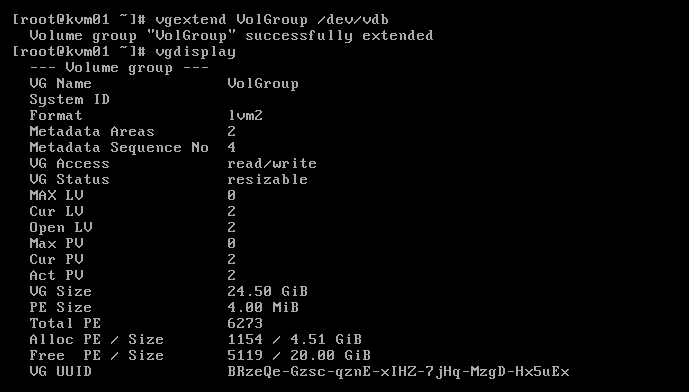 [root@kvm01 ~]# vgextend VolGroup /dev/vdb
  Volume group "VolGroup" successfully extended
[root@kvm01 ~]# vgdisplay
  --- Volume group ---
  VG Name               VolGroup
  System ID
  Format                lvm2
  Metadata Areas        2
  Metadata Sequence No  4
  VG Access             read/write
  VG Status             resizable
  MAX LV                0
  Cur LV                2
  Open LV               2
  Max PV                0
  Cur PV                2
  Act PV                2
  VG Size               24.50 GiB
  PE Size               4.00 MiB
  Total PE              6273
  Alloc PE / Size       1154 / 4.51 GiB
  Free  PE / Size       5119 / 20.00 GiB
  VG UUID               BRzeQe-Gzsc-qznE-xIHZ-7jHq-MzgD-Hx5uEx